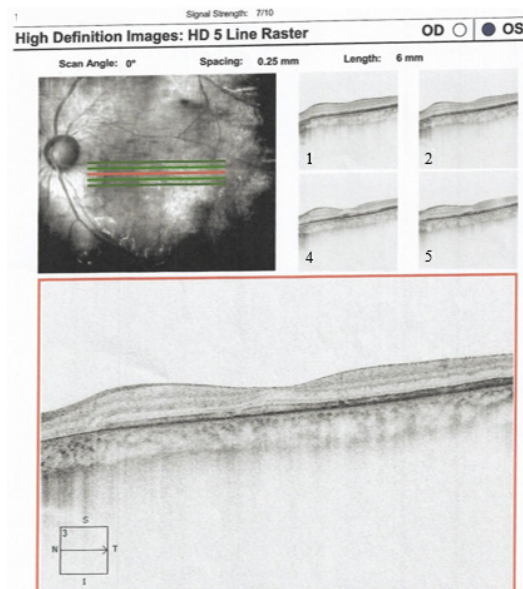 Signal Strength: 7/10
High Definition Images: HD 5 Line Raster OD OS
Scan Angle: 0° Spacing: 0.25 mm Length: 6 mm
1 2
4 5
S
3
N T
I